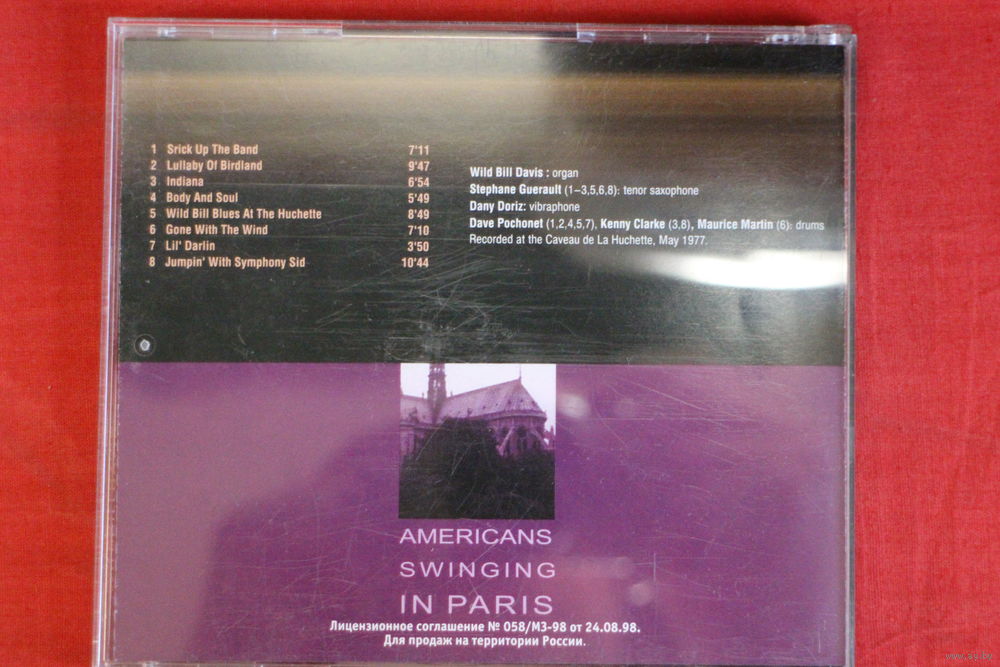 1 Srick Up The Band 7'11
2 Lullaby Of Birdland 9'47
3 Indiana 6'54
4 Body And Soul 5'49
5 Wild Bill Blues At The Huchette 8'49
6 Gone With The Wind 7'10
7 Lil' Darlin 3'50
8 Jumpin' With Symphony Sid 10'44
Wild Bill Davis : organ
Stephane Guerault (1–3,5,6,8): tenor saxophone
Dany Doriz: vibraphone
Dave Pochonet (1,2,4,5,7), Kenny Clarke (3,8), Maurice Martin (6): drums
Recorded at the Caveau de La Huchette, May 1977.
AMERICANS
SWINGING
IN PARIS
Лицензионное соглашение № 058/МЗ-98 от 24.08.98.
Для продаж на территории России.
www.ay.by